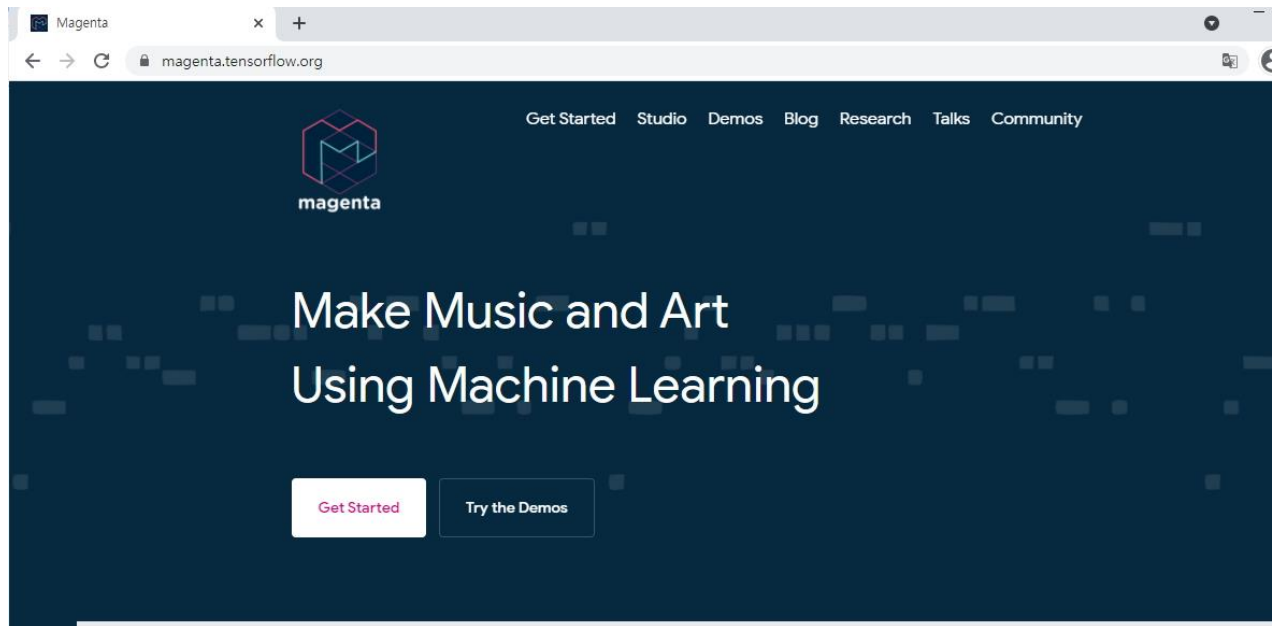 Magenta
magenta.tensorflow.org
Get Started Studio Demos Blog Research Talks Community
magenta
Make Music and Art
Using Machine Learning
Get Started Try the Demos